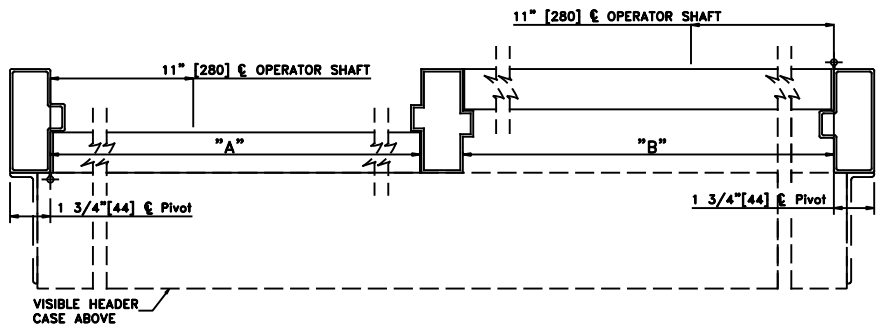 11" [280] ℄ OPERATOR SHAFT
11" [280] ℄ OPERATOR SHAFT
"A"
"B"
1 3/4"[44] ℄ Pivot
1 3/4"[44] ℄ Pivot
VISIBLE HEADER
CASE ABOVE